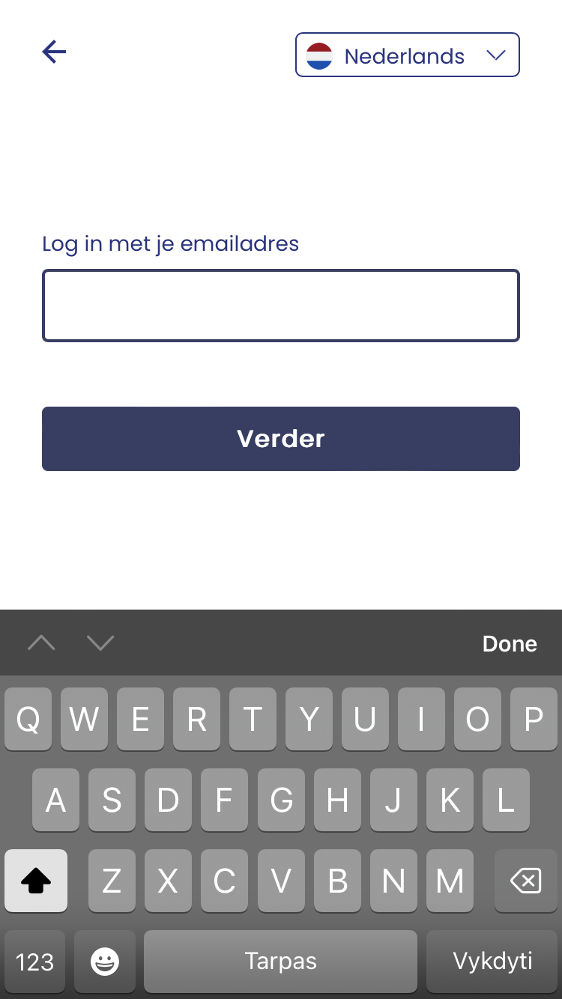 Nederlands
Log in met je emailadres
Verder
Done
Q W E R T Y U I O P
A S D F G H J K L
Z X C V B N M
123 Tarpas Vykdyti